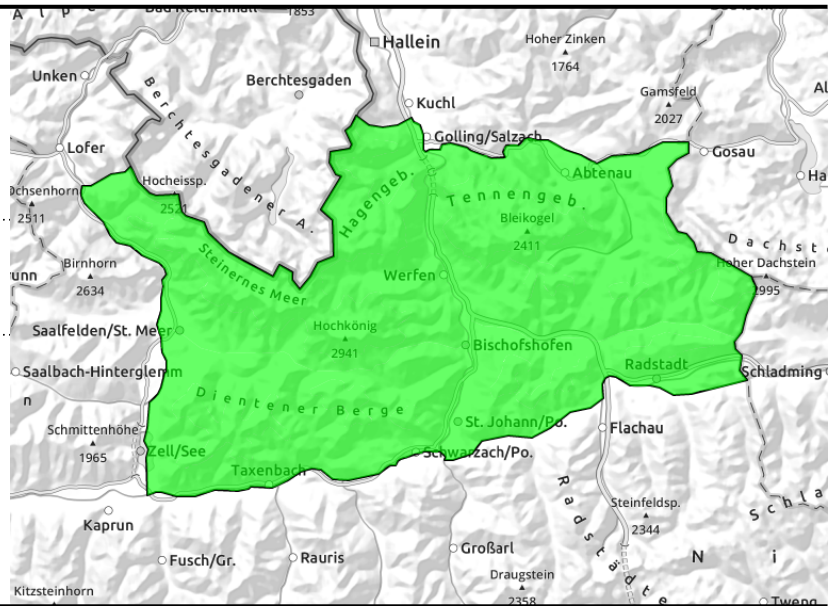 A l p e
Bad Reichenhall
1853
Hallein
Hoher Zinken
1764
Unken
Berchtesgaden
Kuchl
Gamsfeld
2027
Golling/Salzach
Lofer
Berchtesgadener A.
Gosau
Abtenau
Hocheissp.
2521
Hagengeb.
Tennengeb.
Ochsenhorn
2511
Bleikogel
2411
Steinernes Meer
Birnhorn
2634
Werfen
Hoher Dachstein
2995
Saalfelden/St. Meer
Hochkönig
2941
Bischofshofen
Saalbach-Hinterglemm
Radstadt
Schladming
n
Dientener Berge
Schmittenhöhe
1965
St. Johann/Po.
Flachau
Zell/See
Schwarzach/Po.
Taxenbach
Kaprun
Steinfeldsp.
2344
Fusch/Gr.
Rauris
Großarl
N i
Draugstein
2358
Kitzsteinhorn
Tweng